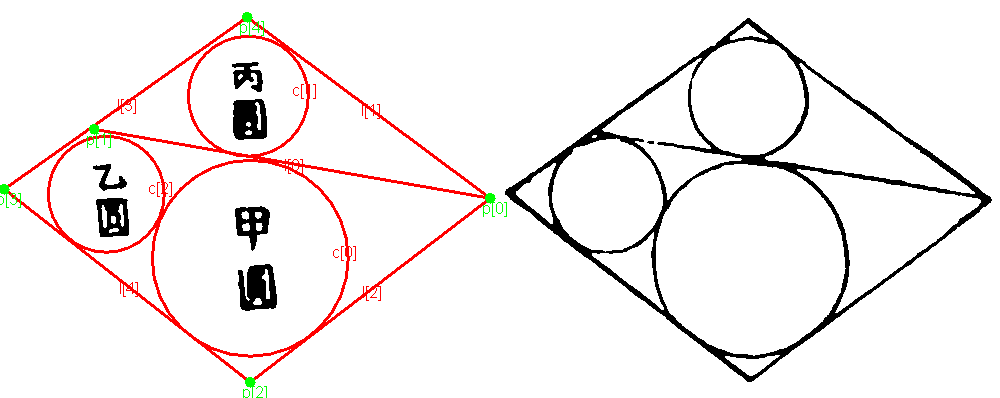 p[4]
丙
圓
c[1]
l[3]
l[1]
p[1]
l[0]
乙
圓
c[2]
p[3]
p[0]
甲
圓
c[0]
l[4]
l[2]
p[2]